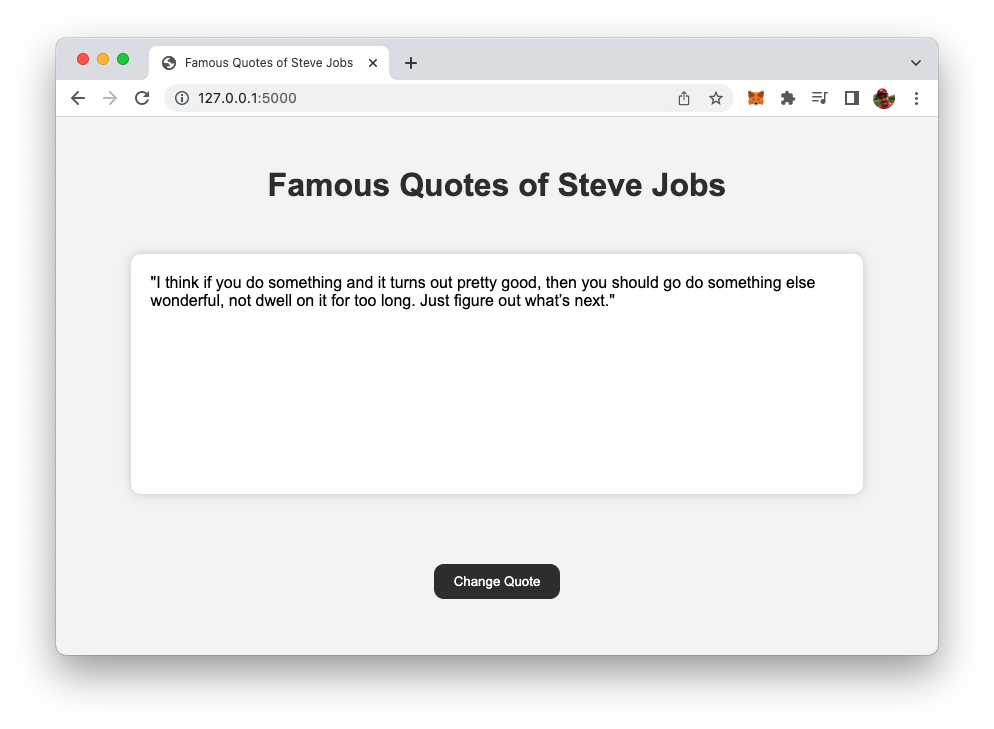 Famous Quotes of Steve Jobs
127.0.0.1:5000
Famous Quotes of Steve Jobs
"I think if you do something and it turns out pretty good, then you should go do something else
wonderful, not dwell on it for too long. Just figure out what’s next."
Change Quote